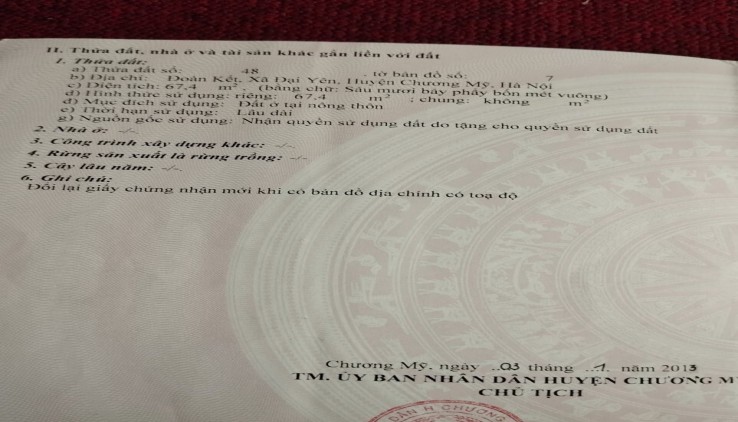 II. Thửa đất, nhà ở và tài sản khác gắn liền với đất
1. Thửa đất:
a) Thửa đất số: 48 , tờ bản đồ số: 7
b) Địa chỉ: Đoàn Kết, Xã Đại Yên, Huyện Chương Mỹ, Hà Nội
c) Diện tích: 67,4 m² , (bằng chữ: Sáu mươi bảy phẩy bốn mét vuông)
d) Hình thức sử dụng: riêng: 67,4 m² ; chung: không m²
đ) Mục đích sử dụng: Đất ở tại nông thôn
e) Thời hạn sử dụng: Lâu dài
g) Nguồn gốc sử dụng: Nhận quyền sử dụng đất do tặng cho quyền sử dụng đất
2. Nhà ở: -/-.
3. Công trình xây dựng khác: -/-.
4. Rừng sản xuất là rừng trồng: -/-
5. Cây lâu năm: -/-.
6. Ghi chú:
Đổi lại giấy chứng nhận mới khi có bản đồ địa chính có toạ độ
Chương Mỹ, ngày ..03 tháng ..1. năm 2013
TM. ỦY BAN NHÂN DÂN HUYỆN CHƯƠNG M
CHỦ TỊCH
DÂN H CHƯƠNG